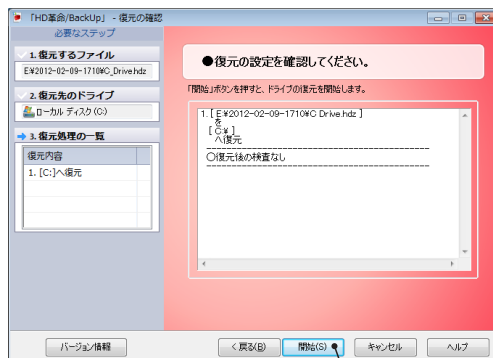 「HD革命/BackUp」 - 復元の確認
必要なステップ
1. 復元するファイル
E:¥2012-02-09-1710¥C_Drive.hdz
2. 復元先のドライブ
ローカル ディスク (C:)
3. 復元処理の一覧
復元内容
1. [C:]へ復元
●復元の設定を確認してください。
「開始」ボタンを押すと、ドライブの復元を開始します。
1. [ E:¥2012-02-09-1710¥C_Drive.hdz ]
を
[ C:¥ ]
へ復元
------------------------------------------------
○復元後の検査なし
------------------------------------------------
バージョン情報
< 戻る(B)
開始(S)
キャンセル
ヘルプ